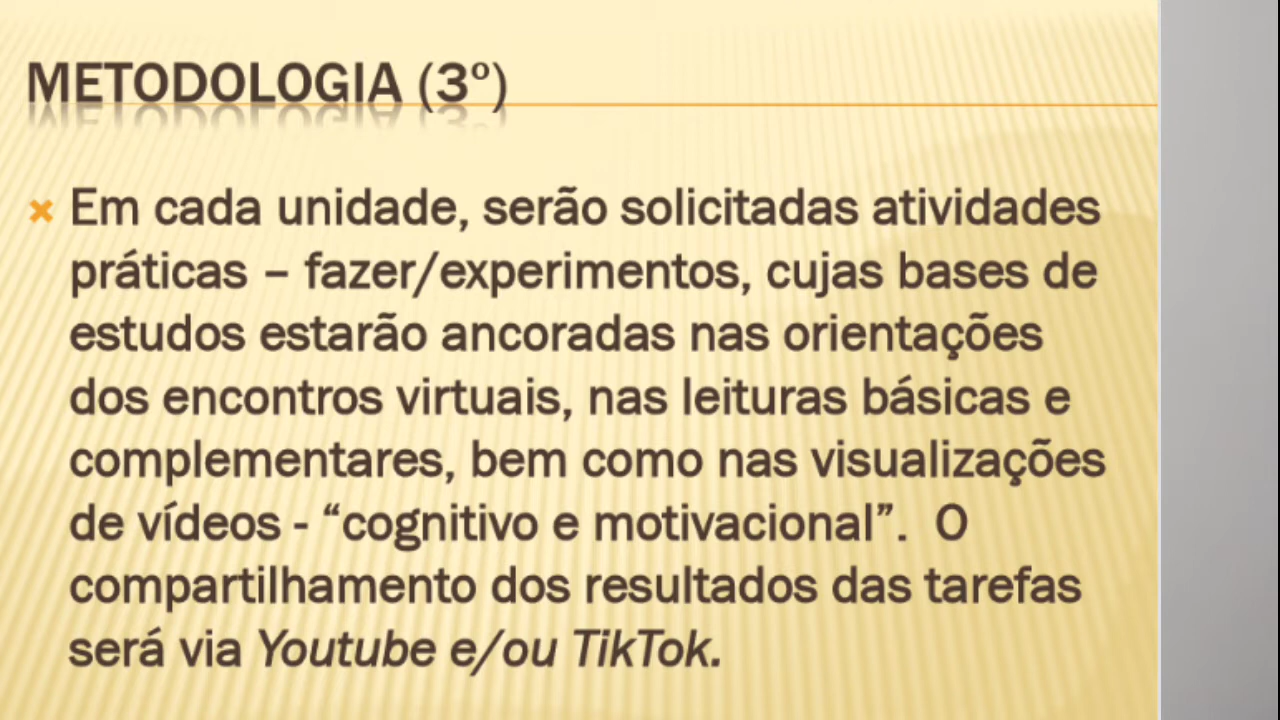 METODOLOGIA (3º)
Em cada unidade, serão solicitadas atividades
práticas – fazer/experimentos, cujas bases de
estudos estarão ancoradas nas orientações
dos encontros virtuais, nas leituras básicas e
complementares, bem como nas visualizações
de vídeos - “cognitivo e motivacional”. O
compartilhamento dos resultados das tarefas
será via Youtube e/ou TikTok.